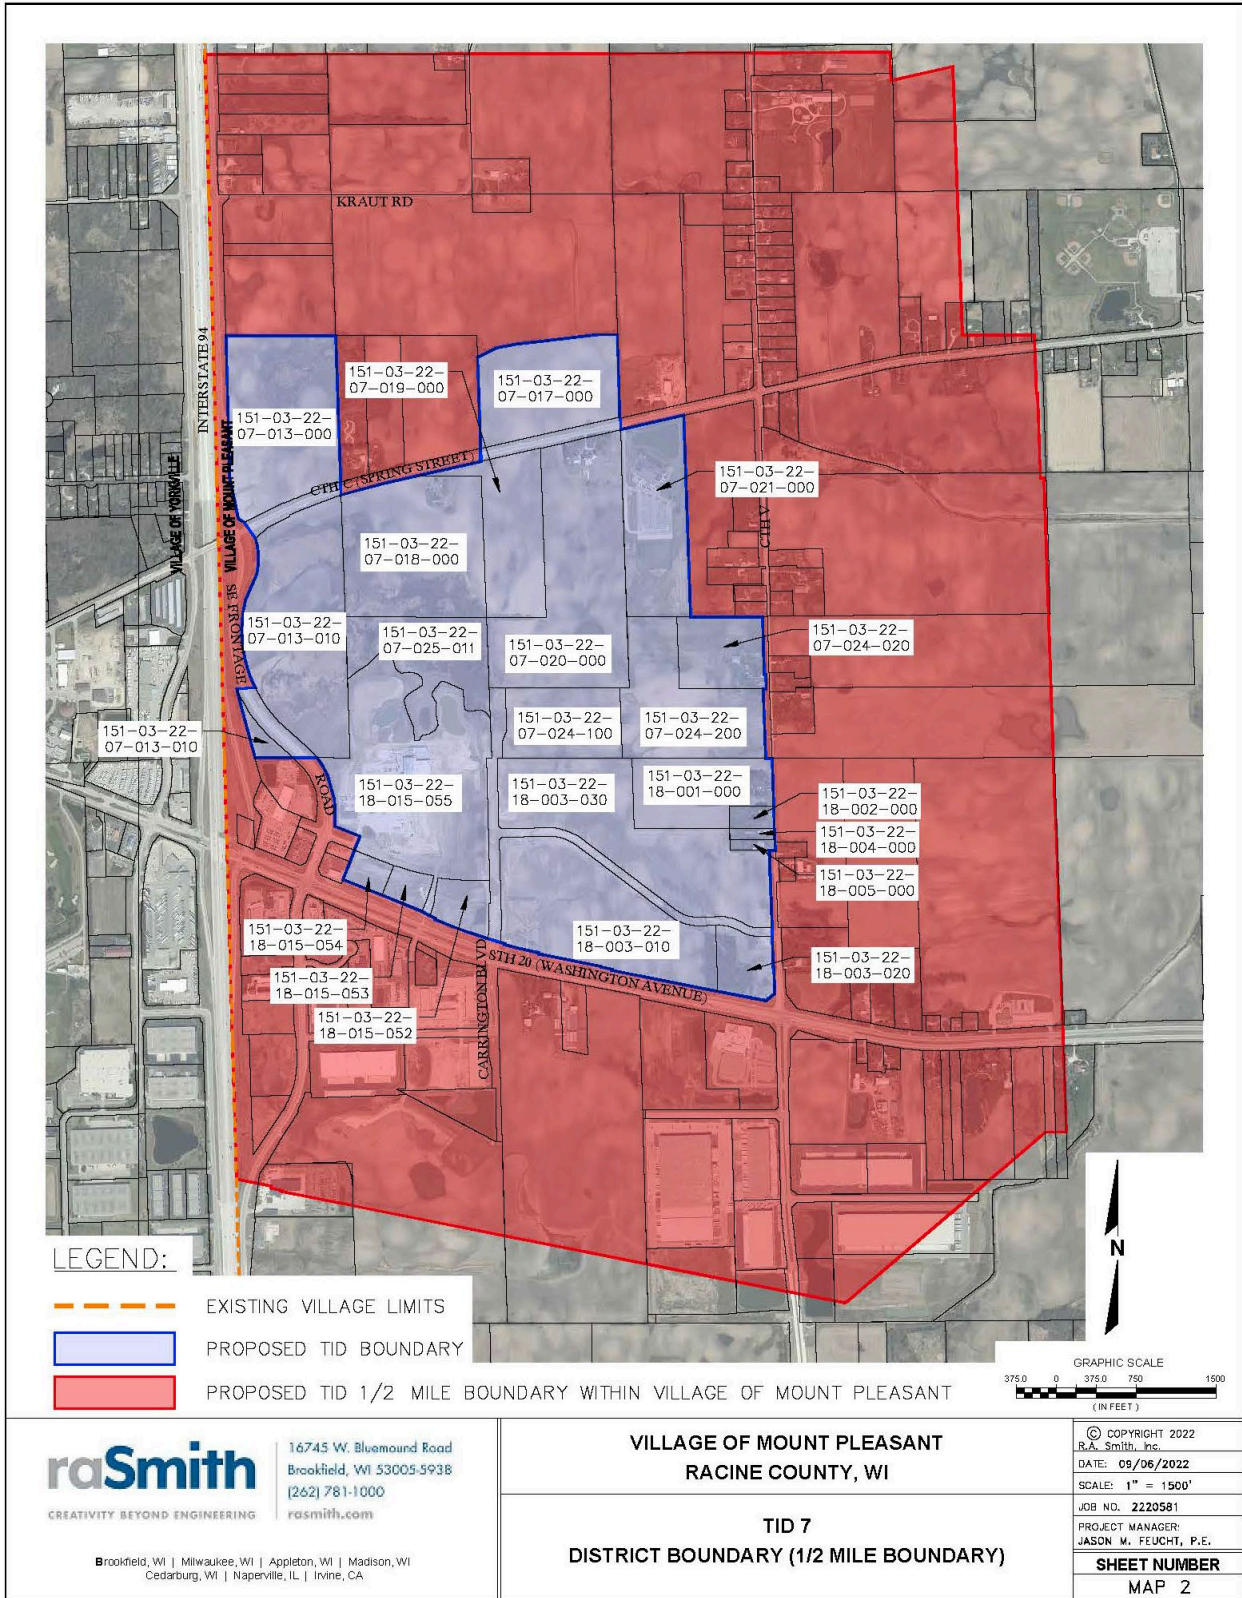 KRAUT RD
INTERSTATE 94
151-03-22-
07-019-000
151-03-22-
07-017-000
151-03-22-
07-013-000
VILLAGE OF YORKVILLE
VILLAGE OF MOUNT PLEASANT
CTH C (SPRING STREET)
151-03-22-
07-021-000
CTH V
151-03-22-
07-018-000
SE FRONTAGE
151-03-22-
07-013-010
151-03-22-
07-025-011
151-03-22-
07-020-000
151-03-22-
07-024-020
151-03-22-
07-013-010
151-03-22-
07-024-100
151-03-22-
07-024-200
ROAD
151-03-22-
18-015-055
151-03-22-
18-003-030
151-03-22-
18-001-000
151-03-22-
18-002-000
151-03-22-
18-004-000
151-03-22-
18-005-000
151-03-22-
18-015-054
151-03-22-
18-003-010
151-03-22-
18-003-020
151-03-22-
18-015-053
151-03-22-
18-015-052
CARRINGTON BLVD
STH 20 (WASHINGTON AVENUE)
LEGEND:
EXISTING VILLAGE LIMITS
PROPOSED TID BOUNDARY
PROPOSED TID 1/2 MILE BOUNDARY WITHIN VILLAGE OF MOUNT PLEASANT
N
GRAPHIC SCALE
375.0 0 375.0 750 1500
( IN FEET )
raSmith
CREATIVITY BEYOND ENGINEERING
16745 W. Bluemound Road
Brookfield, WI 53005-5938
(262) 781-1000
rasmith.com
Brookfield, WI | Milwaukee, WI | Appleton, WI | Madison, WI
Cedarburg, WI | Naperville, IL | Irvine, CA
VILLAGE OF MOUNT PLEASANT
RACINE COUNTY, WI
TID 7
DISTRICT BOUNDARY (1/2 MILE BOUNDARY)
© COPYRIGHT 2022
R.A. Smith, Inc.
DATE: 09/06/2022
SCALE: 1" = 1500'
JOB NO. 2220581
PROJECT MANAGER:
JASON M. FEUCHT, P.E.
SHEET NUMBER
MAP 2